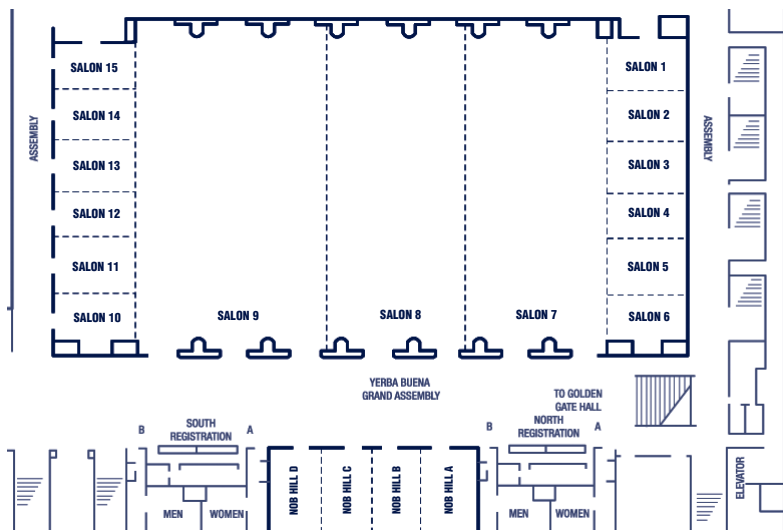 SALON 15
SALON 1
SALON 14
SALON 2
ASSEMBLY
ASSEMBLY
SALON 13
SALON 3
SALON 12
SALON 4
SALON 11
SALON 5
SALON 10
SALON 9
SALON 8
SALON 7
SALON 6
YERBA BUENA
GRAND ASSEMBLY
TO GOLDEN
GATE HALL
B
SOUTH
REGISTRATION
A
B
NORTH
REGISTRATION
A
NOB HILL D
NOB HILL C
NOB HILL B
NOB HILL A
ELEVATOR
MEN
WOMEN
MEN
WOMEN